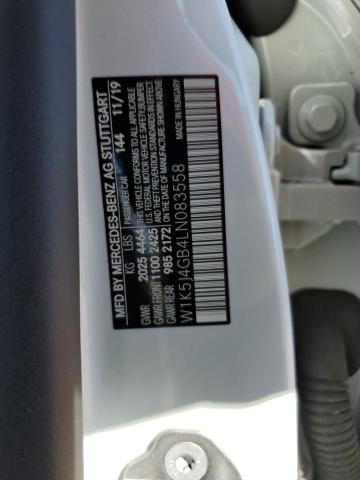 MFD BY MERCEDES-BENZ AG STUTTGART
PASSENGER CAR 144 11/19
KG LBS THIS VEHICLE CONFORMS TO ALL APPLICABLE
GVWR 2025 4464 U.S. FEDERAL MOTOR VEHICLE SAFETY, BUMPER
GAWR FRONT 1100 2425 AND THEFT PREVENTION STANDARDS IN EFFECT
GAWR REAR 985 2172 ON THE DATE OF MANUFACTURE SHOWN ABOVE
MADE IN HUNGARY
W1K5J4GB4LN083558